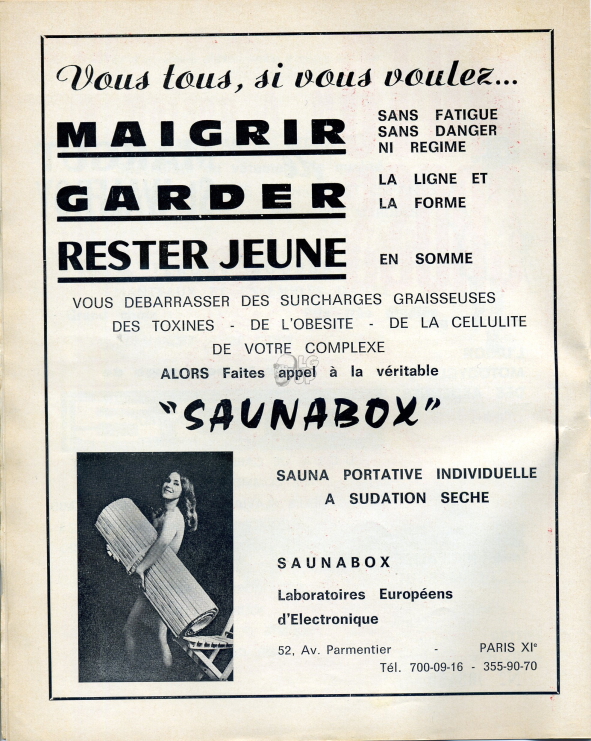 Vous tous, si vous voulez...
MAIGRIR
SANS FATIGUE
SANS DANGER
NI REGIME
GARDER
LA LIGNE ET
LA FORME
RESTER JEUNE
EN SOMME
VOUS DEBARRASSER DES SURCHARGES GRAISSEUSES
DES TOXINES - DE L'OBESITE - DE LA CELLULITE
DE VOTRE COMPLEXE
ALORS Faites appel à la véritable
"SAUNABOX"
SAUNA PORTATIVE INDIVIDUELLE
A SUDATION SECHE
SAUNABOX
Laboratoires Européens
d'Electronique
52, Av. Parmentier - PARIS XIe
Tél. 700-09-16 - 355-90-70